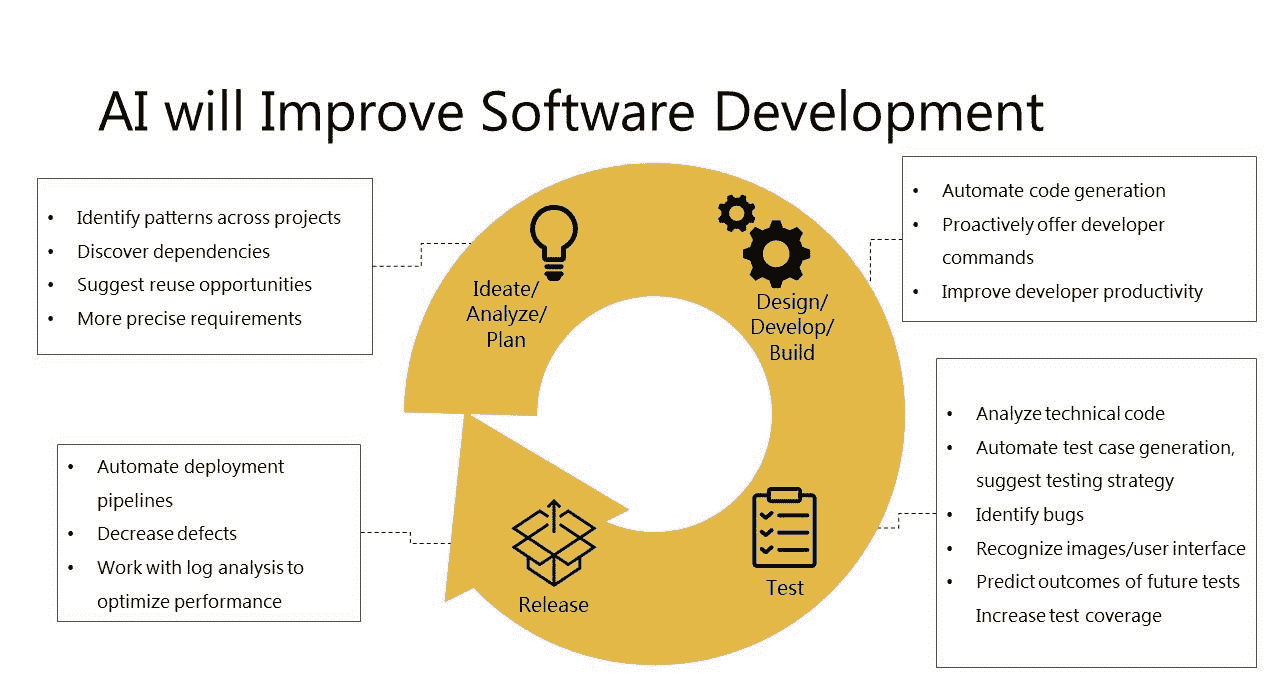 AI will Improve Software Development
• Identify patterns across projects
• Discover dependencies
• Suggest reuse opportunities
• More precise requirements
Ideate/
Analyze/
Plan
Design/
Develop/
Build
• Automate code generation
• Proactively offer developer
commands
• Improve developer productivity
• Automate deployment
pipelines
• Decrease defects
• Work with log analysis to
optimize performance
Release
Test
• Analyze technical code
• Automate test case generation,
suggest testing strategy
• Identify bugs
• Recognize images/user interface
• Predict outcomes of future tests
Increase test coverage